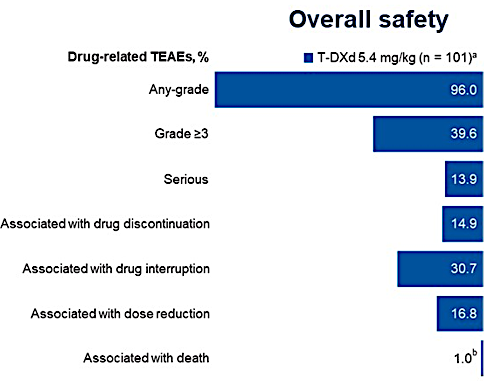 Overall safety
Drug-related TEAEs, % T-DXd 5.4 mg/kg (n = 101)ᵃ
Any-grade 96.0
Grade ≥3 39.6
Serious 13.9
Associated with drug discontinuation 14.9
Associated with drug interruption 30.7
Associated with dose reduction 16.8
Associated with death 1.0ᵇ